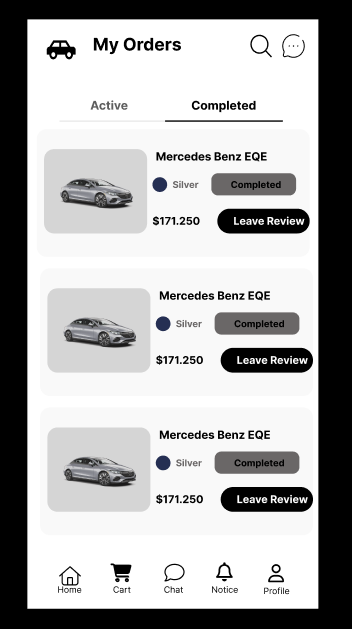 My Orders
Active Completed
Mercedes Benz EQE
Silver Completed
$171.250 Leave Review
Mercedes Benz EQE
Silver Completed
$171.250 Leave Review
Mercedes Benz EQE
Silver Completed
$171.250 Leave Review
Home Cart Chat Notice Profile